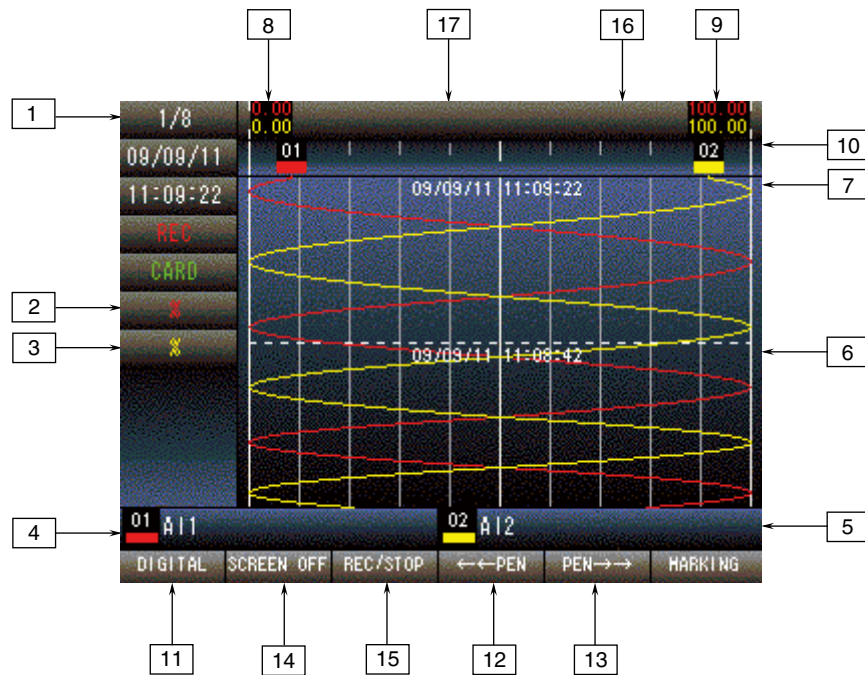 8 17 16 9
1 1/8 0.00 100.00
0.00 100.00
01 02 10
09/09/11
7
11:09:22 09/09/11 11:09:22
REC
CARD
2 %
3 % 6
09/09/11 11:08:42
4 01 AI1 02 AI2 5
DIGITAL SCREEN OFF REC/STOP ←←PEN PEN→→ MARKING
11 14 15 12 13